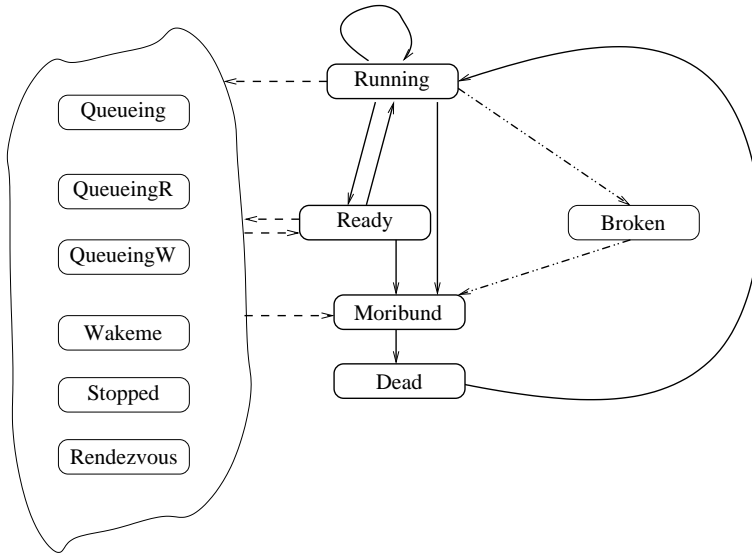 Running
Queueing
QueueingR
Ready
Broken
QueueingW
Moribund
Wakeme
Dead
Stopped
Rendezvous